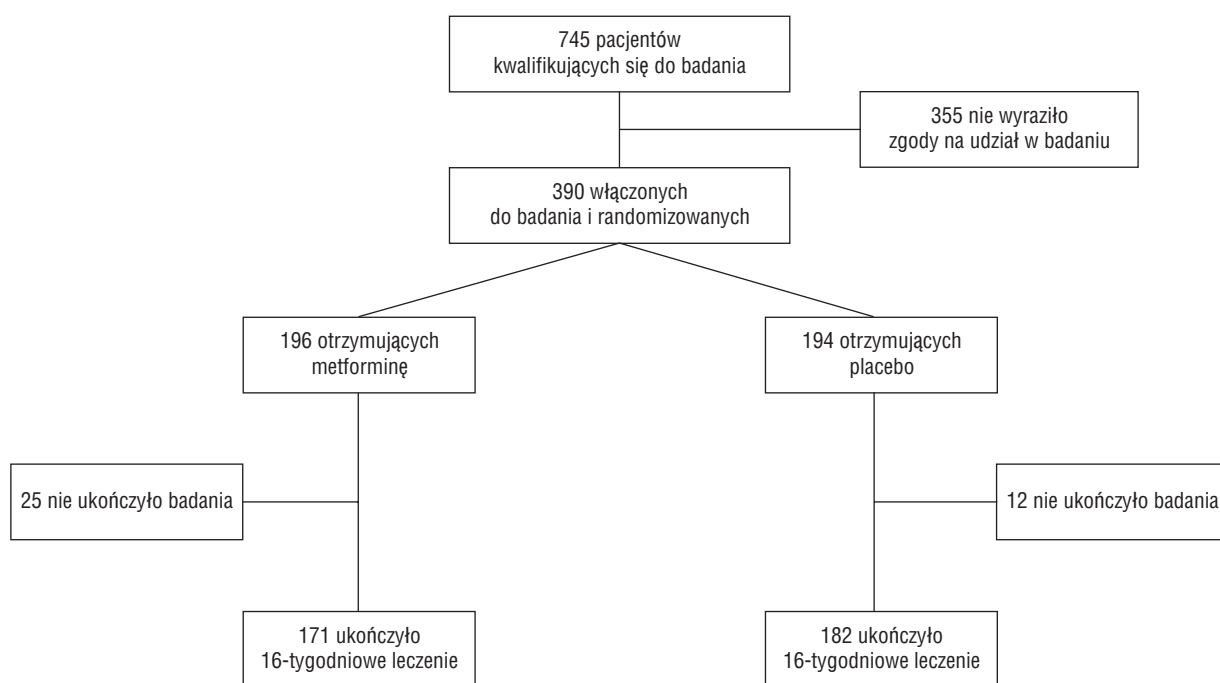 745 pacjentów
kwalifikujących się do badania
355 nie wyraziło
zgody na udział w badaniu
390 włączonych
do badania i randomizowanych
196 otrzymujących
metforminę
194 otrzymujących
placebo
25 nie ukończyło badania
12 nie ukończyło badania
171 ukończyło
16-tygodniowe leczenie
182 ukończyło
16-tygodniowe leczenie